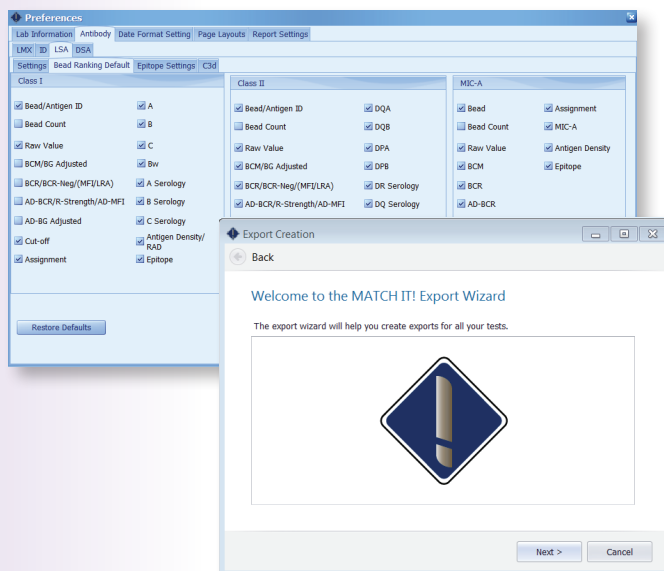 Preferences
Lab Information Antibody Date Format Setting Page Layouts Report Settings
LMX ID LSA DSA
Settings Bead Ranking Default Epitope Settings C3d
Class I
Bead/Antigen ID A
Bead Count B
Raw Value C
BCM/BG Adjusted Bw
BCR/BCR-Neg/(MFI/LRA) A Serology
AD-BCR/R-Strength/AD-MFI B Serology
AD-BG Adjusted C Serology
Cut-off Antigen Density/
RAD
Assignment Epitope
Restore Defaults
Class II
Bead/Antigen ID DQA
Bead Count DQB
Raw Value DPA
BCM/BG Adjusted DPB
BCR/BCR-Neg/(MFI/LRA) DR Serology
AD-BCR/R-Strength/AD-MFI DQ Serology
MIC-A
Bead Assignment
Bead Count MIC-A
Raw Value Antigen Density
BCM Epitope
BCR
AD-BCR
Export Creation
Back
Welcome to the MATCH IT! Export Wizard
The export wizard will help you create exports for all your tests.
Next > Cancel